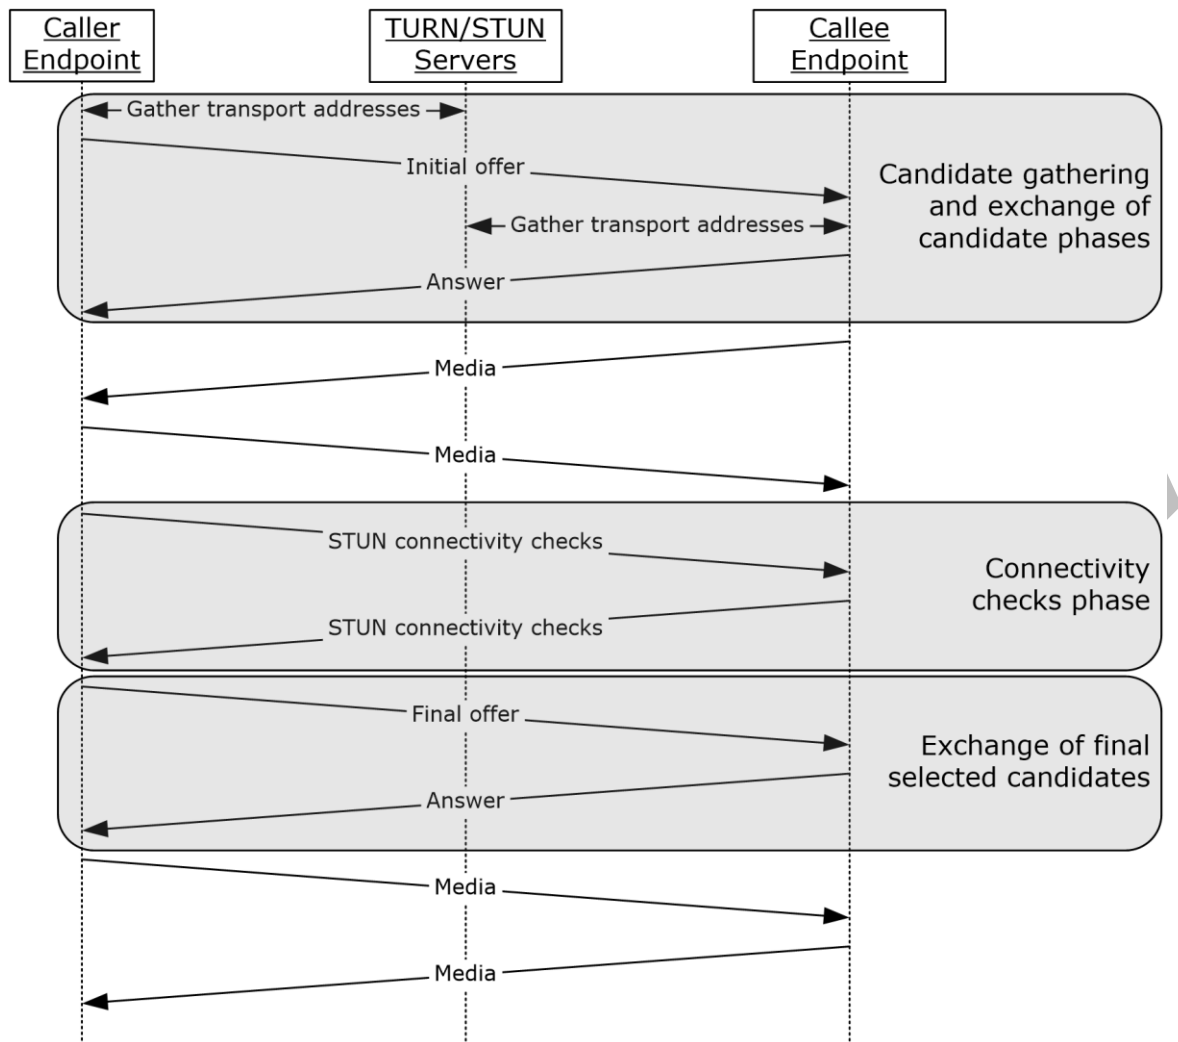 Caller
Endpoint
TURN/STUN
Servers
Callee
Endpoint
Gather transport addresses
Initial offer
Gather transport addresses
Answer
Candidate gathering
and exchange of
candidate phases
Media
Media
STUN connectivity checks
STUN connectivity checks
Connectivity
checks phase
Final offer
Answer
Exchange of final
selected candidates
Media
Media